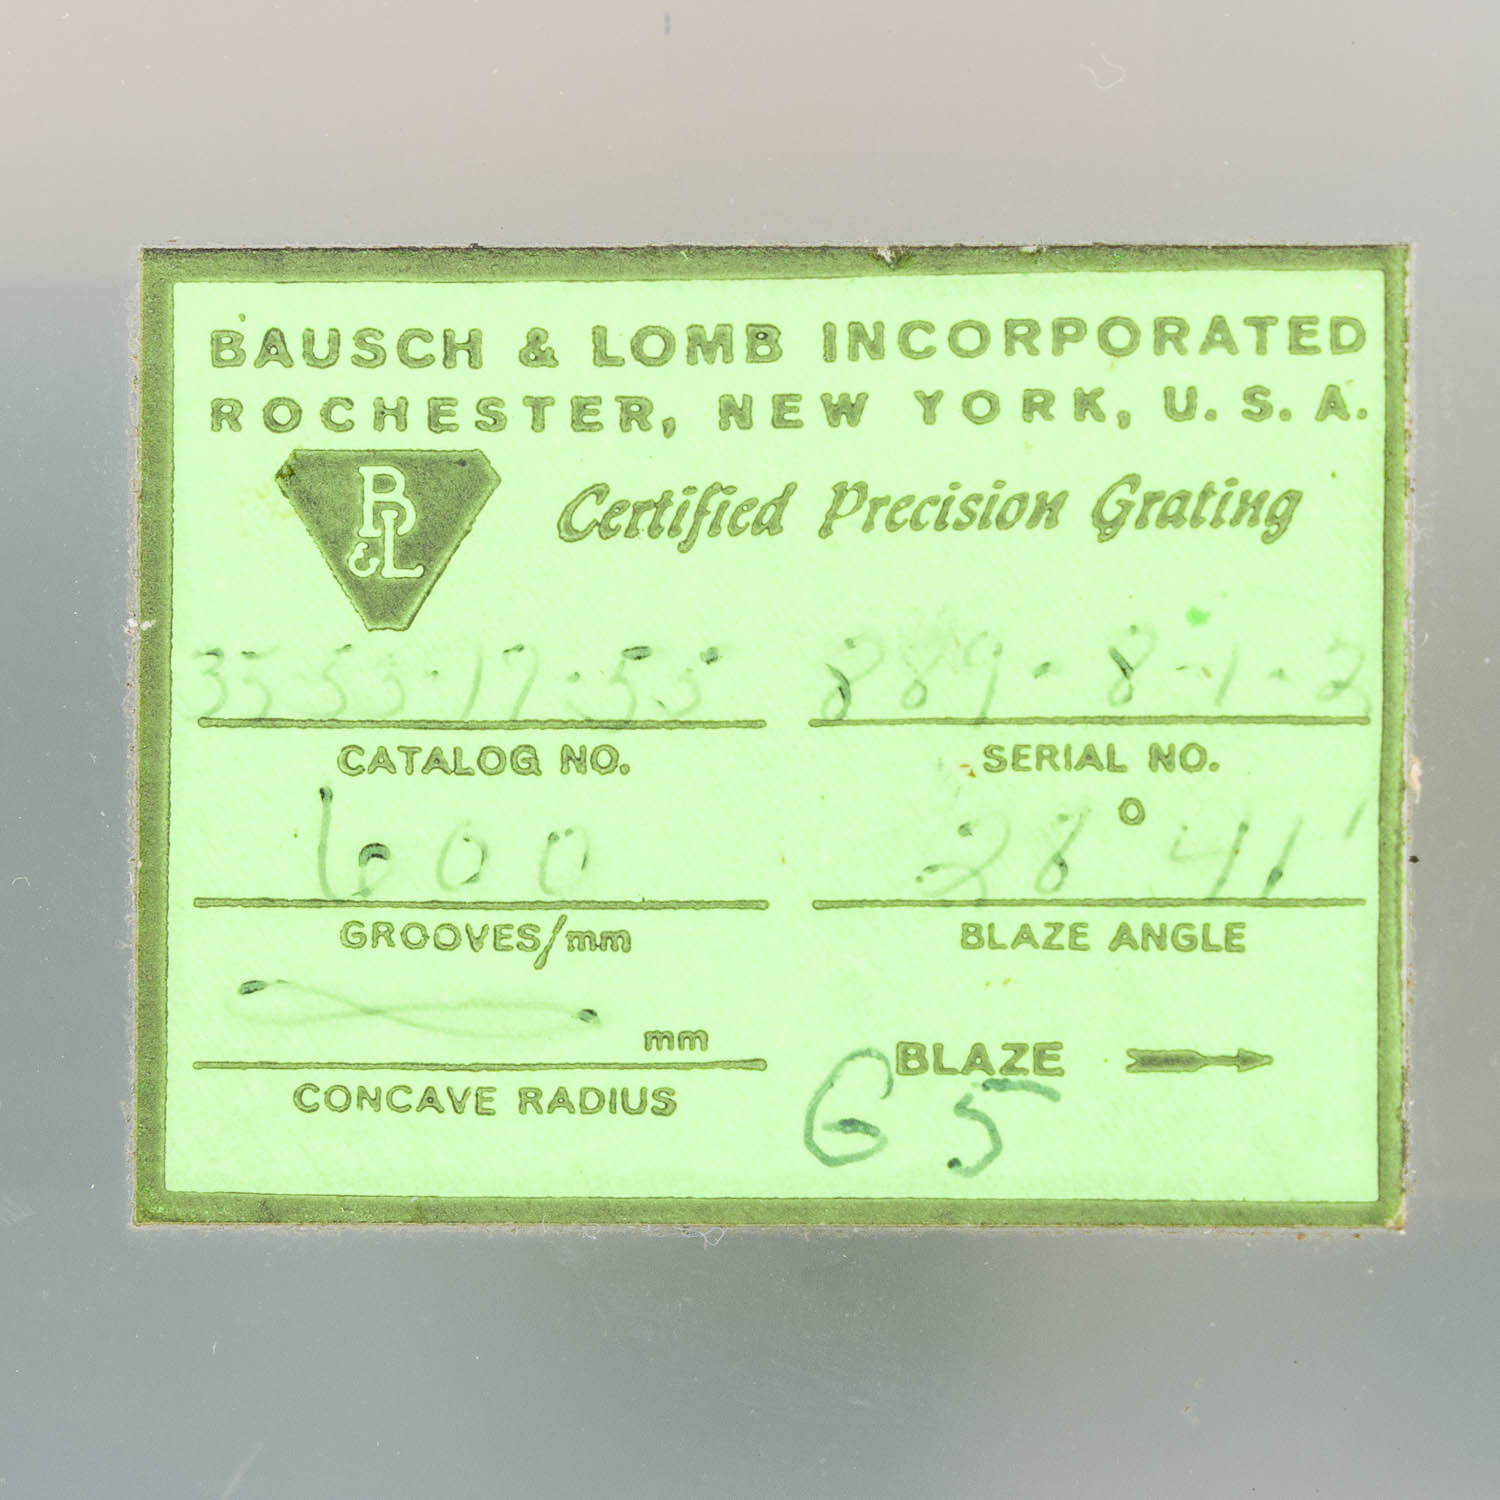 BAUSCH & LOMB INCORPORATED
ROCHESTER, NEW YORK, U. S. A.
B&L
Certified Precision Grating
35-53-17-55 889-8-1-2
CATALOG NO. SERIAL NO.
600 28° 41'
GROOVES/mm BLAZE ANGLE
mm
CONCAVE RADIUS
BLAZE
G5